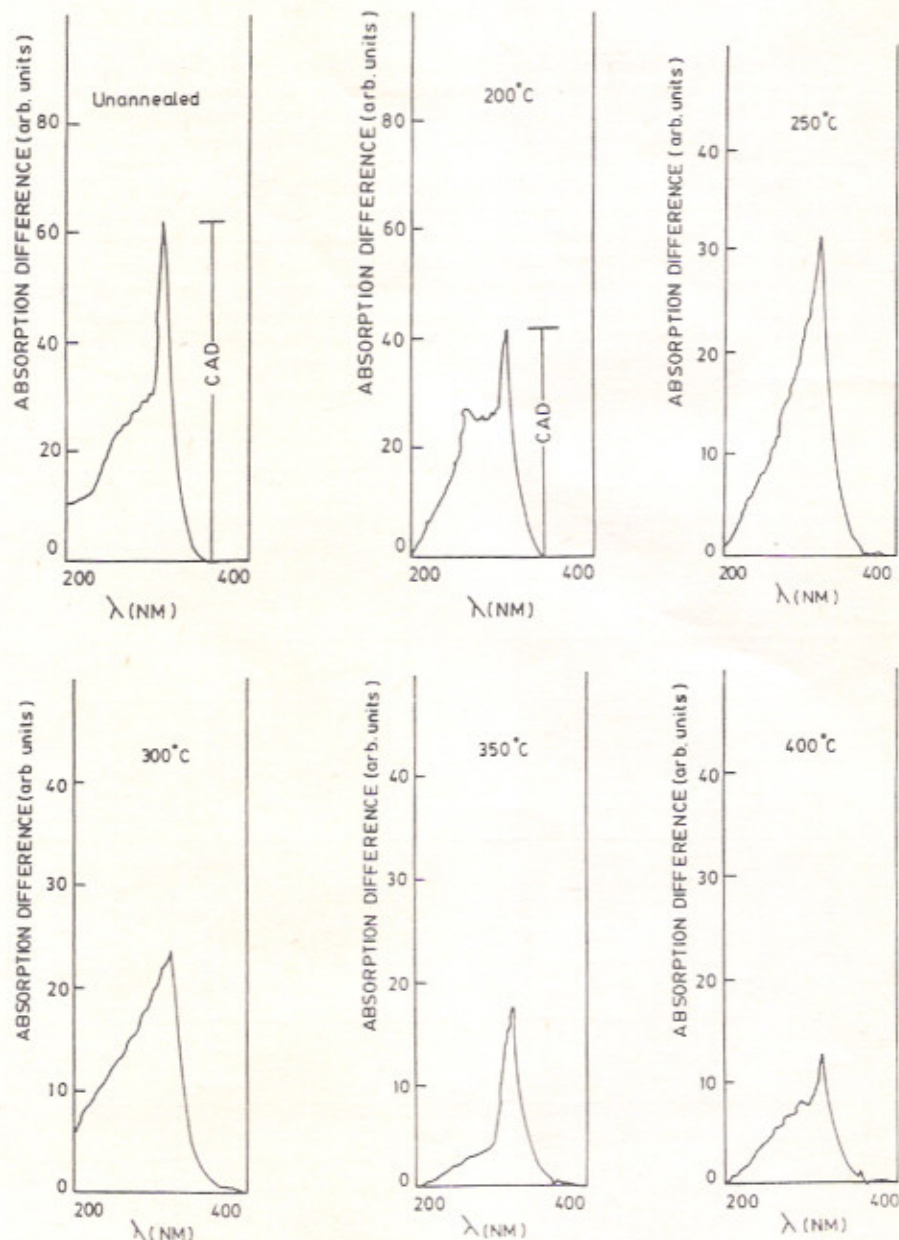 ABSORPTION DIFFERENCE (arb. units)
Unannealed
80
60
40
20
0
CAD
200
400
λ(NM)
ABSORPTION DIFFERENCE (arb. units)
200°C
80
60
40
20
0
CAD
200
400
λ(NM)
ABSORPTION DIFFERENCE (arb. units)
250°C
40
30
20
10
0
200
400
λ(NM)
ABSORPTION DIFFERENCE (arb units)
300°C
40
30
20
10
0
200
400
λ(NM)
ABSORPTION DIFFERENCE (arb. units)
350°C
40
30
20
10
0
200
400
λ(NM)
ABSORPTION DIFFERENCE (arb. units)
400°C
40
30
20
10
0
200
400
λ(NM)